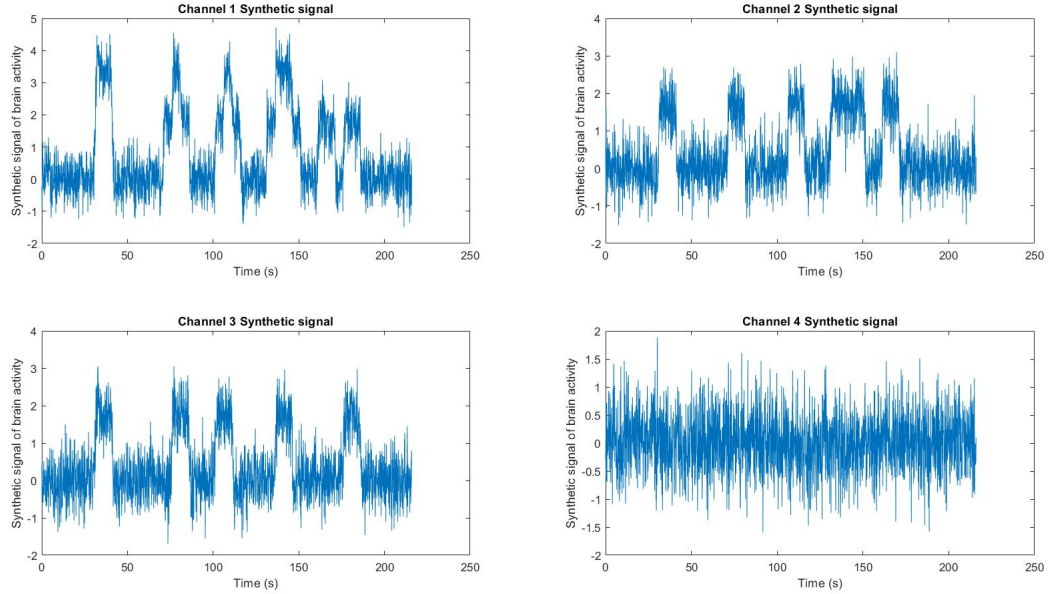 Channel 1 Synthetic signal
5
4
3
2
1
0
-1
-2
Synthetic signal of brain activity
0 50 100 150 200 250
Time (s)
Channel 2 Synthetic signal
4
3
2
1
0
-1
-2
Synthetic signal of brain activity
0 50 100 150 200 250
Time (s)
Channel 3 Synthetic signal
4
3
2
1
0
-1
-2
Synthetic signal of brain activity
0 50 100 150 200 250
Time (s)
Channel 4 Synthetic signal
2
1.5
1
0.5
0
-0.5
-1
-1.5
-2
Synthetic signal of brain activity
0 50 100 150 200 250
Time (s)